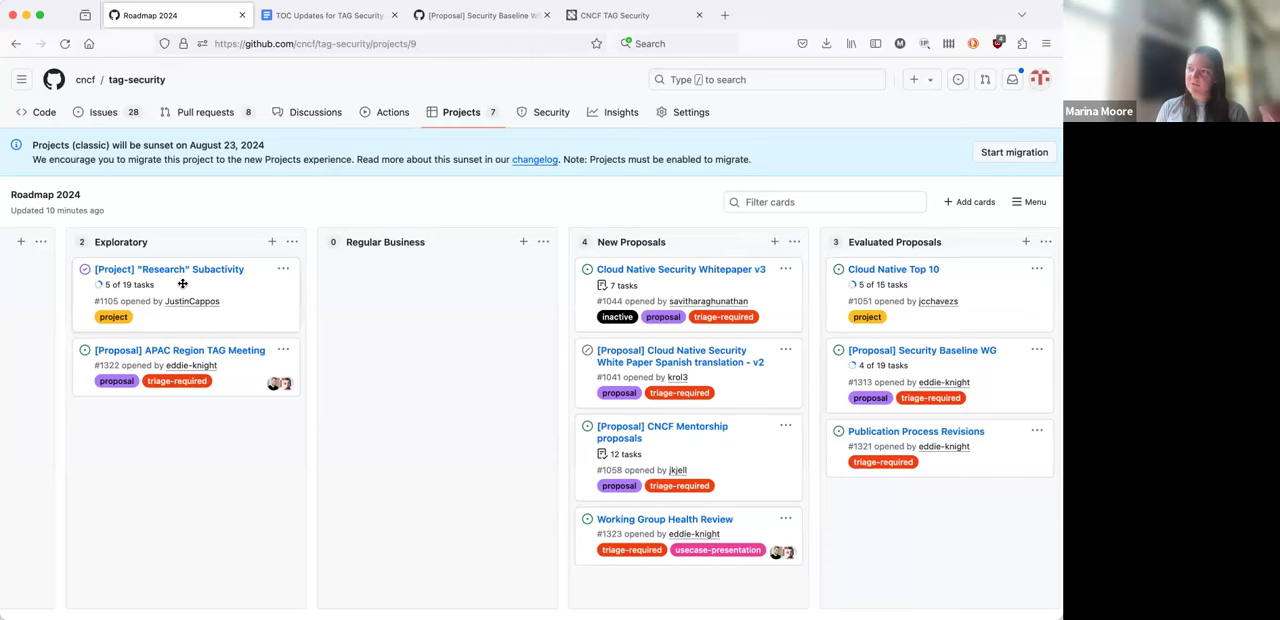 Roadmap 2024
TOC Updates for TAG Security
[Proposal] Security Baseline W
CNCF TAG Security
https://github.com/cncf/tag-security/projects/9
Search
cncf / tag-security
Type / to search
Code
Issues 28
Pull requests 8
Discussions
Actions
Projects 7
Security
Insights
Settings
Projects (classic) will be sunset on August 23, 2024
We encourage you to migrate this project to the new Projects experience. Read more about this sunset in our changelog. Note: Projects must be enabled to migrate.
Start migration
Roadmap 2024
Updated 10 minutes ago
Filter cards
+ Add cards
Menu
2 Exploratory
[Project] "Research" Subactivity
5 of 19 tasks
#1105 opened by JustinCappos
project
[Proposal] APAC Region TAG Meeting
#1322 opened by eddie-knight
proposal triage-required
0 Regular Business
4 New Proposals
Cloud Native Security Whitepaper v3
7 tasks
#1044 opened by savitharaghunathan
inactive proposal triage-required
[Proposal] Cloud Native Security
White Paper Spanish translation - v2
#1041 opened by krol3
proposal triage-required
[Proposal] CNCF Mentorship
proposals
12 tasks
#1058 opened by jkjell
proposal triage-required
Working Group Health Review
#1323 opened by eddie-knight
triage-required usecase-presentation
3 Evaluated Proposals
Cloud Native Top 10
5 of 15 tasks
#1051 opened by jcchavezs
project
[Proposal] Security Baseline WG
4 of 19 tasks
#1313 opened by eddie-knight
proposal triage-required
Publication Process Revisions
#1321 opened by eddie-knight
triage-required
Marina Moore